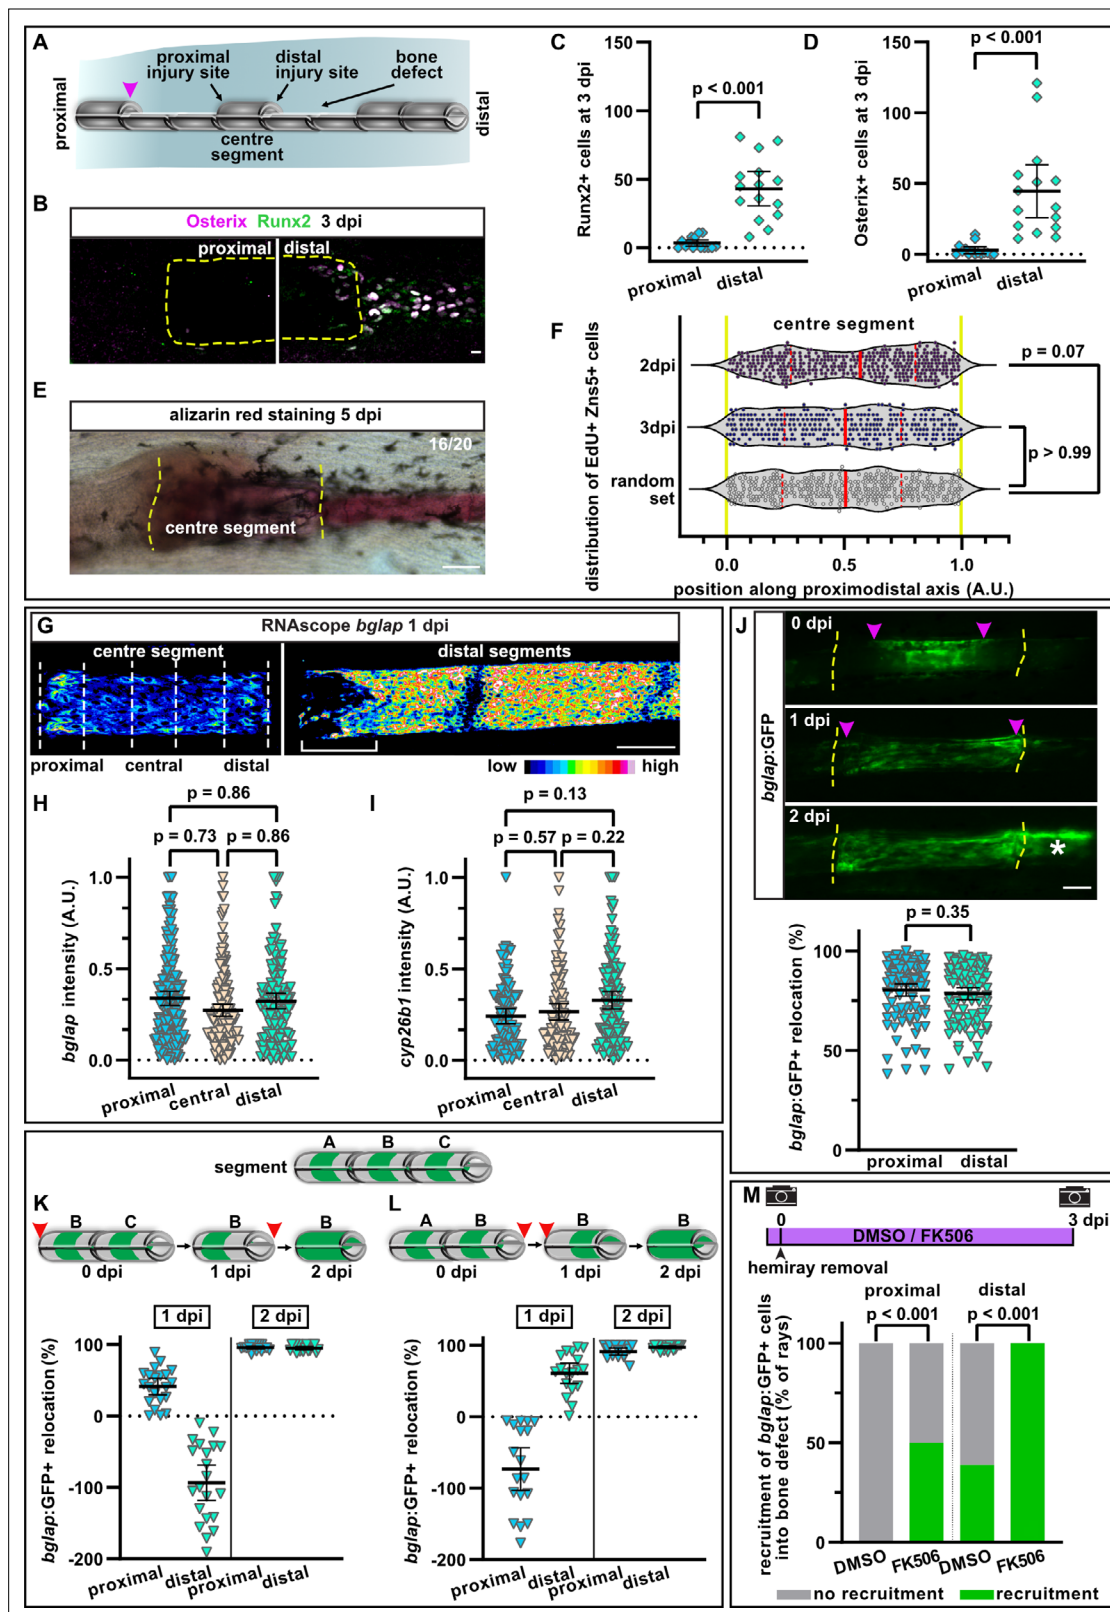 A
proximal
injury site
distal
injury site
bone
defect
proximal
distal
centre
segment
B
Osterix Runx2 3 dpi
proximal distal
C
Runx2+ cells at 3 dpi
150
100
50
0
p < 0.001
proximal
distal
D
Osterix+ cells at 3 dpi
150
100
50
0
p < 0.001
proximal
distal
E
alizarin red staining 5 dpi
16/20
centre segment
F
distribution of EdU+ Zns5+ cells
centre segment
2dpi
3dpi
random
set
p = 0.07
p > 0.99
0.0
0.5
1.0
position along proximodistal axis (A.U.)
G
RNAscope bglap 1 dpi
centre segment
distal segments
proximal
central
distal
low
high
H
bglap intensity (A.U.)
p = 0.86
p = 0.73
p = 0.86
1.0
0.5
0.0
proximal
central
distal
I
cyp26b1 intensity (A.U.)
p = 0.13
p = 0.57
p = 0.22
1.0
0.5
0.0
proximal
central
distal
J
bglap:GFP
0 dpi
1 dpi
2 dpi
*
bglap:GFP+ relocation (%)
p = 0.35
100
50
0
proximal
distal
segment
A
B
C
K
B
C
B
B
0 dpi
1 dpi
2 dpi
1 dpi
2 dpi
bglap:GFP+ relocation (%)
100
0
-100
-200
proximal
distal
proximal
distal
L
A
B
B
B
0 dpi
1 dpi
2 dpi
1 dpi
2 dpi
bglap:GFP+ relocation (%)
100
0
-100
-200
proximal
distal
proximal
distal
M
0
3 dpi
DMSO / FK506
hemiray removal
proximal
distal
p < 0.001
p < 0.001
recruitment of bglap:GFP+ cells
into bone defect (% of rays)
100
50
0
DMSO
FK506
DMSO
FK506
no recruitment
recruitment